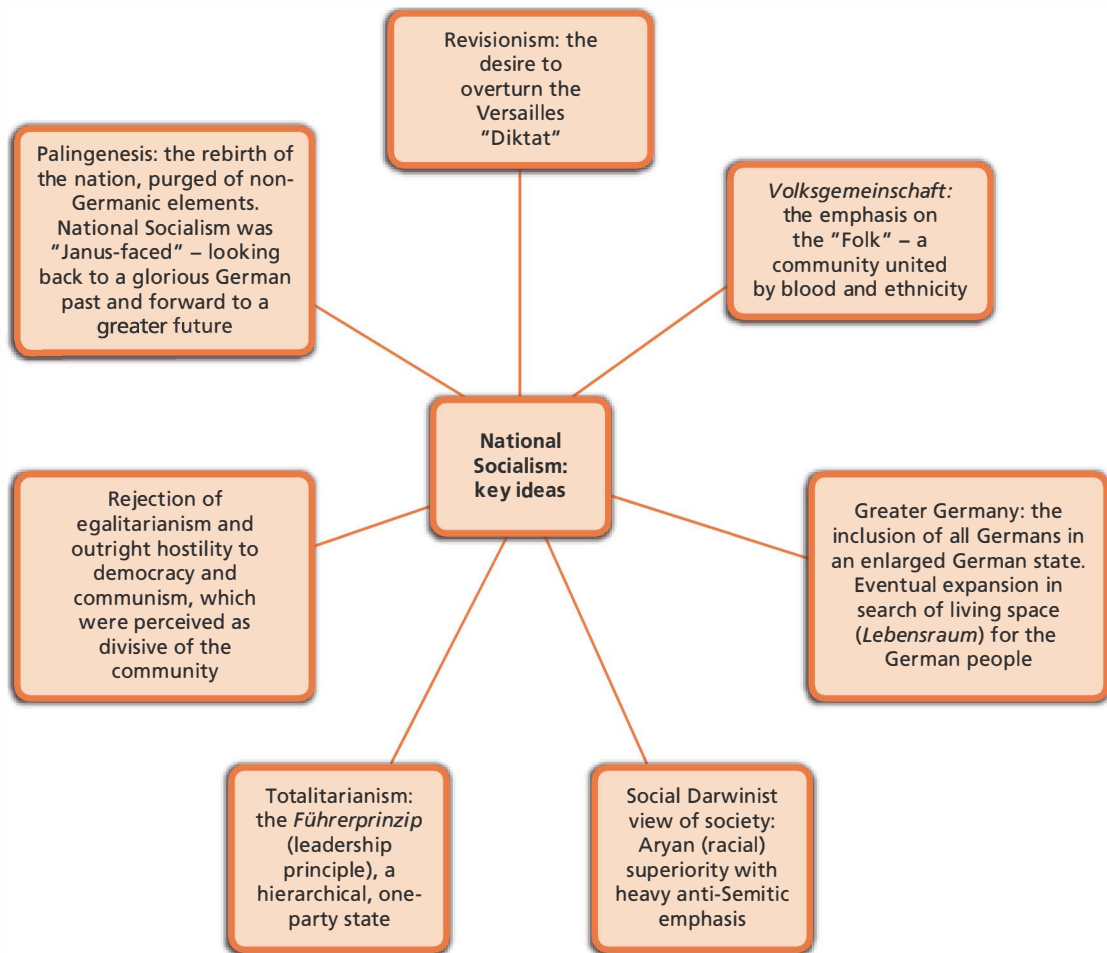 Revisionism: the
desire to
overturn the
Versailles
"Diktat"
Palingenesis: the rebirth of
the nation, purged of non-
Germanic elements.
National Socialism was
"Janus-faced" – looking
back to a glorious German
past and forward to a
greater future
Volksgemeinschaft:
the emphasis on
the "Folk" – a
community united
by blood and ethnicity
National
Socialism:
key ideas
Rejection of
egalitarianism and
outright hostility to
democracy and
communism, which
were perceived as
divisive of the
community
Greater Germany: the
inclusion of all Germans in
an enlarged German state.
Eventual expansion in
search of living space
(Lebensraum) for the
German people
Totalitarianism:
the Führerprinzip
(leadership
principle), a
hierarchical, one-
party state
Social Darwinist
view of society:
Aryan (racial)
superiority with
heavy anti-Semitic
emphasis